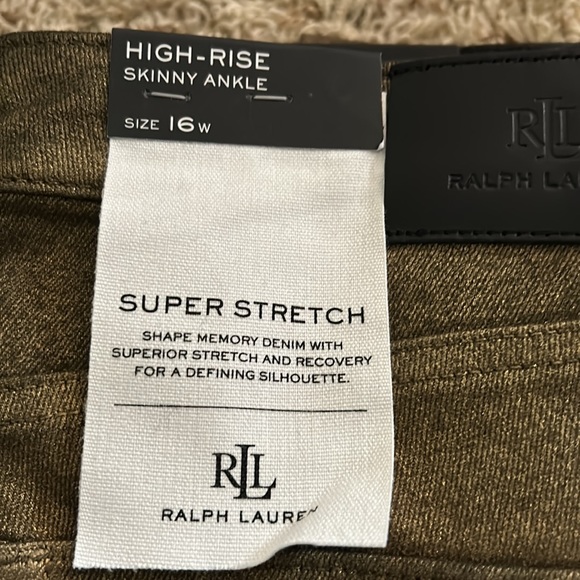 HIGH-RISE
SKINNY ANKLE
SIZE 16W
RLL
RALPH
SUPER STRETCH
SHAPE MEMORY DENIM WITH
SUPERIOR STRETCH AND RECOVERY
FOR A DEFINING SILHOUETTE.
RLL
RALPH LAUREN